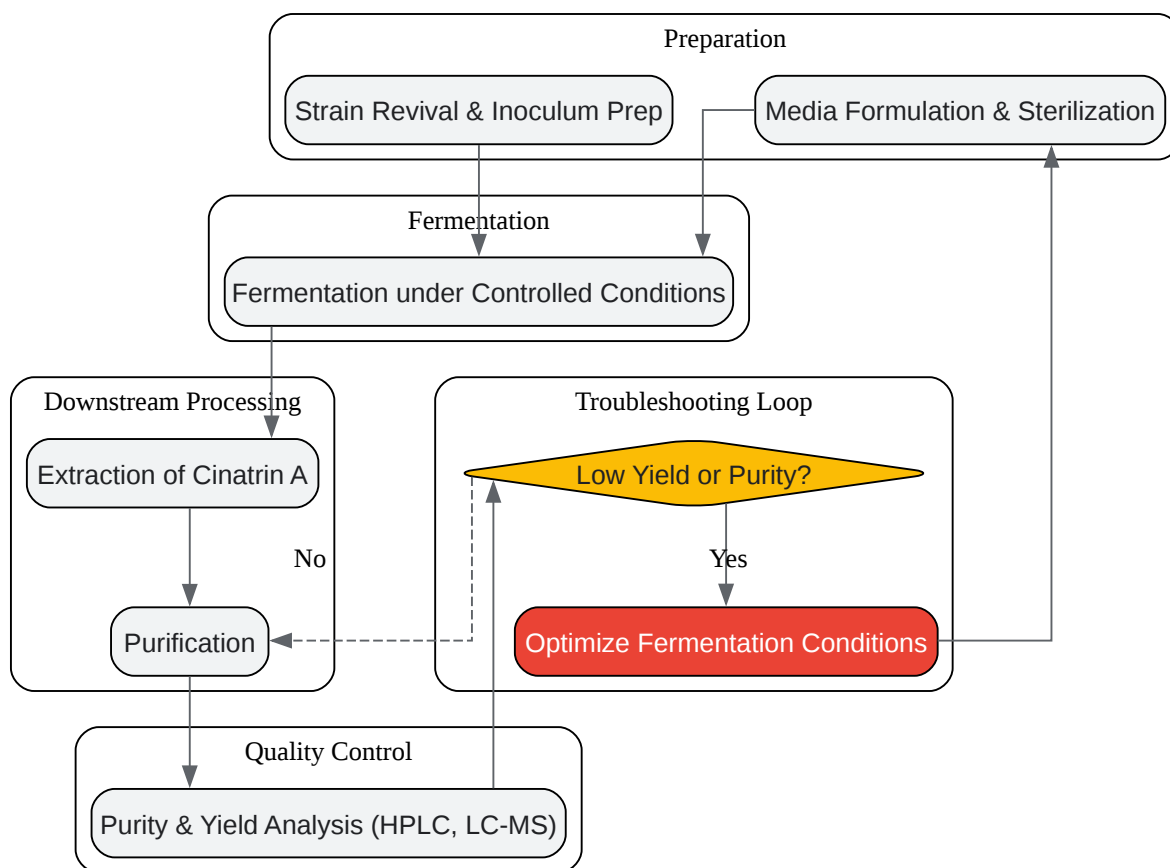 Preparation
Strain Revival & Inoculum Prep
Media Formulation & Sterilization
Fermentation
Fermentation under Controlled Conditions
Downstream Processing
Extraction of Cinatrin A
No
Purification
Troubleshooting Loop
Low Yield or Purity?
Yes
Optimize Fermentation Conditions
Quality Control
Purity & Yield Analysis (HPLC, LC-MS)